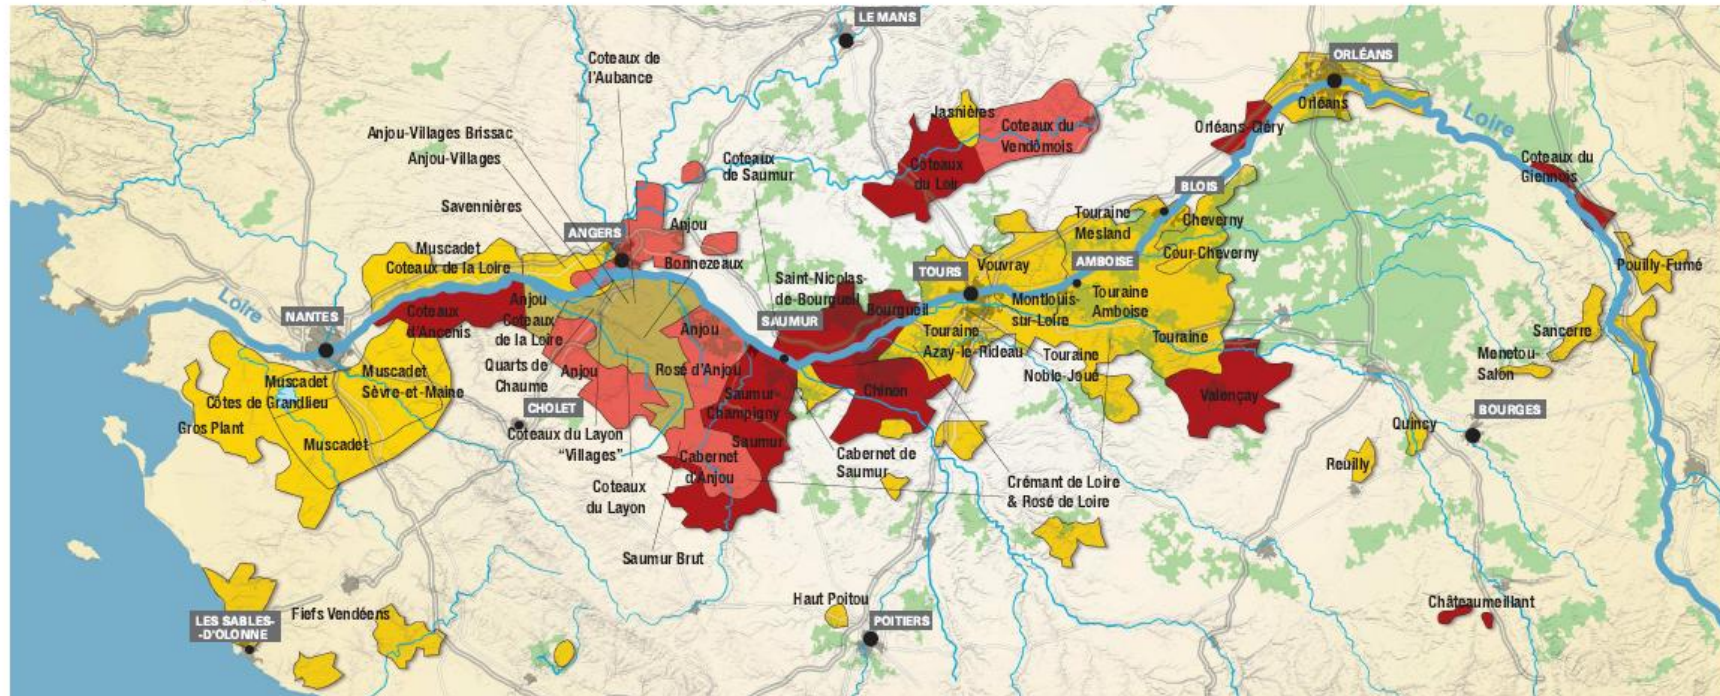 LE MANS
ORLÉANS
Coteaux de
l'Aubance
Jasnières
Orléans
Loire
Anjou-Villages Brissac
Anjou-Villages
Coteaux du
Vendômois
Orléans-Cléry
Coteaux
de Saumur
Coteaux
du Loir
Coteaux du
Giennois
Savennières
BLOIS
ANGERS
Anjou
Touraine
Mesland
Cheverny
Muscadet
Coteaux de la Loire
Bonnezeaux
Cour-Cheverny
TOURS
Vouvray
AMBOISE
Pouilly-Fumé
Saint-Nicolas-
de-Bourgueil
Bourgueil
Loire
NANTES
Coteaux
d'Ancenis
Anjou
Coteaux
de la Loire
Anjou
SAUMUR
Montlouis-
sur-Loire
Touraine
Amboise
Sancerre
Touraine
Azay-le-Rideau
Touraine
Menetou-
Salon
Muscadet
Sèvre-et-Maine
Quarts de
Chaume
Anjou
Rosé d'Anjou
Touraine
Noble-Joué
Muscadet
Côtes de Grandlieu
Saumur-
Champigny
Chinon
Valençay
CHOLET
BOURGES
Gros Plant
Muscadet
Coteaux du Layon
"Villages"
Saumur
Quincy
Cabernet
d'Anjou
Cabernet de
Saumur
Reuilly
Coteaux
du Layon
Crémant de Loire
& Rosé de Loire
Saumur Brut
Haut Poitou
Châteaumeillant
Fiefs Vendéens
LES SABLES-
-D'OLONNE
POITIERS